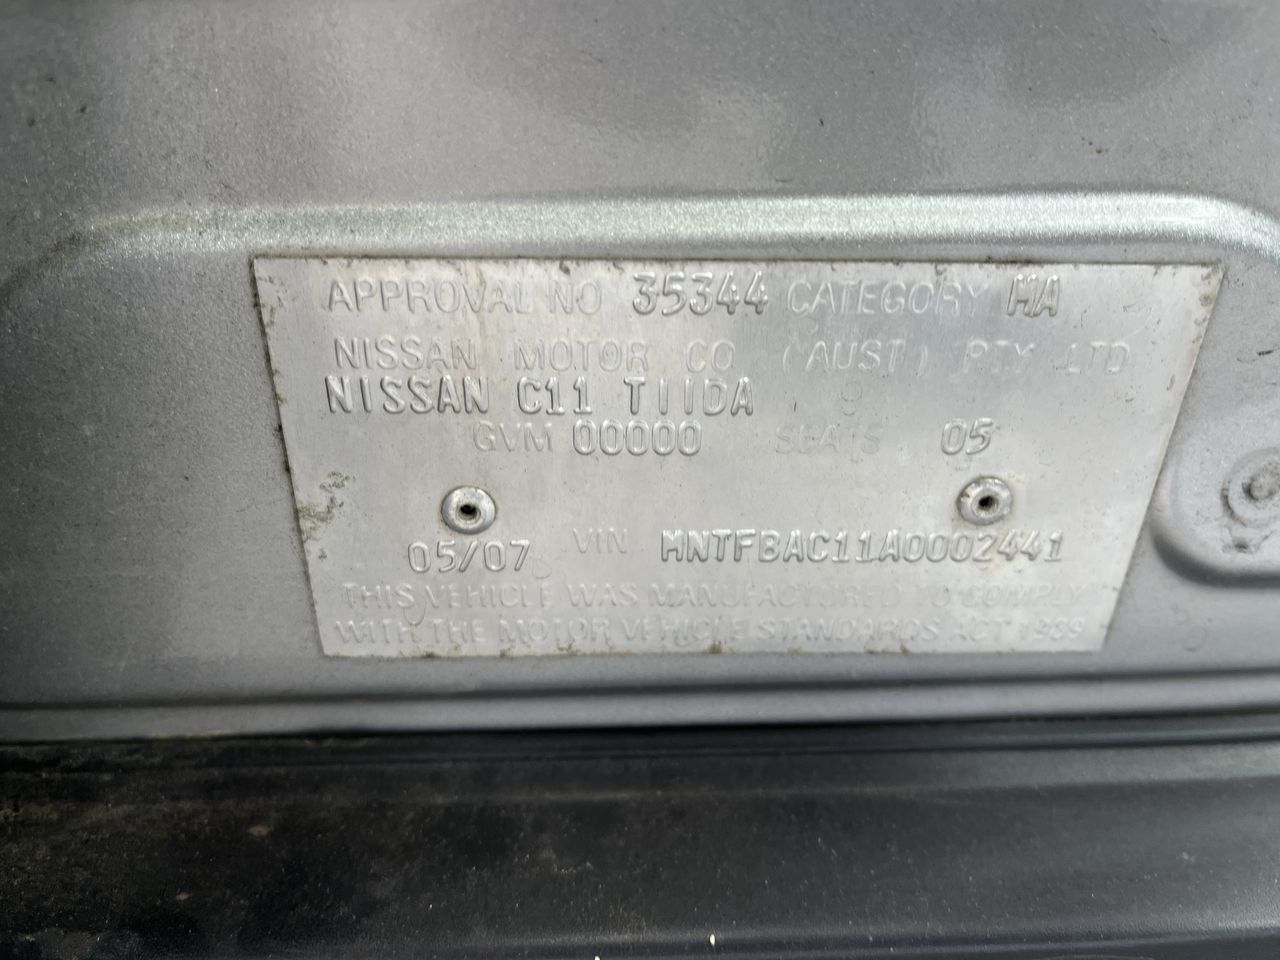 APPROVAL NO 35344 CATEGORY MA
NISSAN MOTOR CO (AUST) PTY LTD
NISSAN C11 TIIDA
GVM 00000 SEATS 05
05/07 VIN MNTFBAC11A0002441
THIS VEHICLE WAS MANUFACTURED TO COMPLY
WITH THE MOTOR VEHICLE STANDARDS ACT 1989